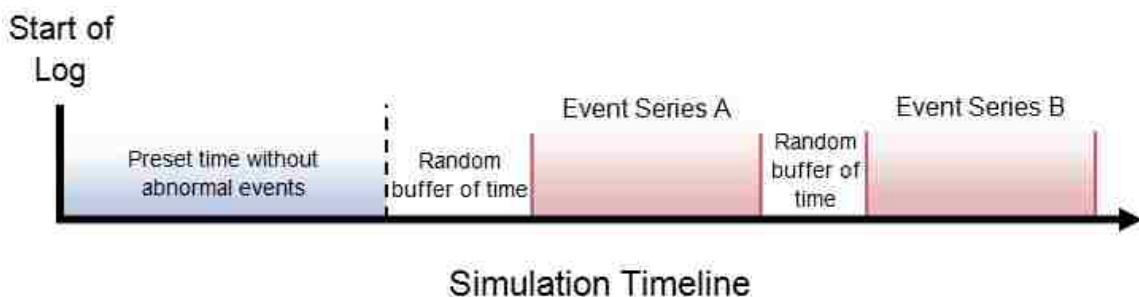 Start of
Log
Preset time without
abnormal events
Random
buffer of time
Event Series A
Random
buffer of
time
Event Series B
Simulation Timeline